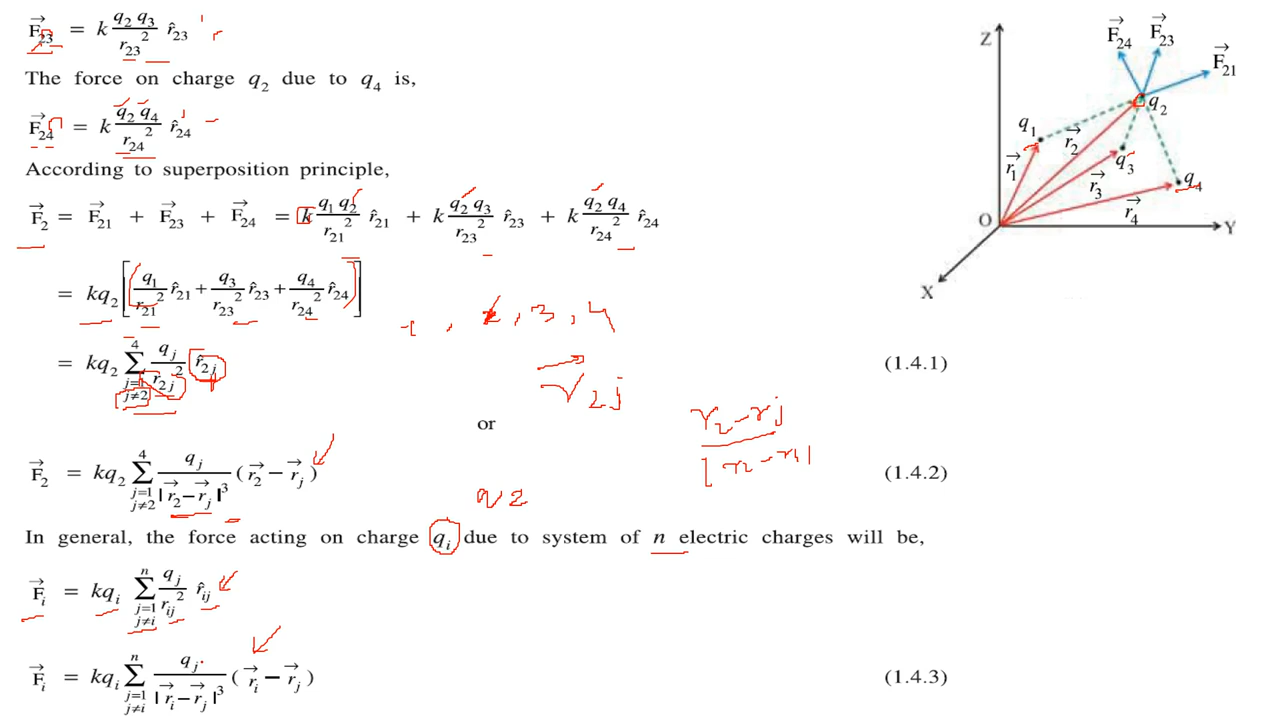 F⃗₂₃ = k q₂ q₃ / r₂₃² r̂₂₃
The force on charge q₂ due to q₄ is,
F⃗₂₄ = k q₂ q₄ / r₂₄² r̂₂₄
According to superposition principle,
F⃗₂ = F⃗₂₁ + F⃗₂₃ + F⃗₂₄ = k q₁ q₂ / r₂₁² r̂₂₁ + k q₂ q₃ / r₂₃² r̂₂₃ + k q₂ q₄ / r₂₄² r̂₂₄
= kq₂ [ q₁ / r₂₁² r̂₂₁ + q₃ / r₂₃² r̂₂₃ + q₄ / r₂₄² r̂₂₄ ]
1, 2, 3, 4
= kq₂ 4 Σ j=1 j≠2 qⱼ / r₂ⱼ² r̂₂ⱼ (1.4.1)
r⃗₂ⱼ
or
r₂ – rⱼ
F⃗₂ = kq₂ 4 Σ j=1 j≠2 qⱼ / |r⃗₂–r⃗ⱼ|³ (r⃗₂ – r⃗ⱼ) (1.4.2)
q2
In general, the force acting on charge qᵢ due to system of n electric charges will be,
F⃗ᵢ = kqᵢ n Σ j=1 j≠i qⱼ / rᵢⱼ² r̂ᵢⱼ
F⃗ᵢ = kqᵢ n Σ j=1 j≠i qⱼ / |r⃗ᵢ–r⃗ⱼ|³ (r⃗ᵢ – r⃗ⱼ) (1.4.3)
Z
F⃗₂₄
F⃗₂₃
F⃗₂₁
q₂
q₁
r⃗₂
q₃
r⃗₁
r⃗₃
q₄
r⃗₄
O
Y
X